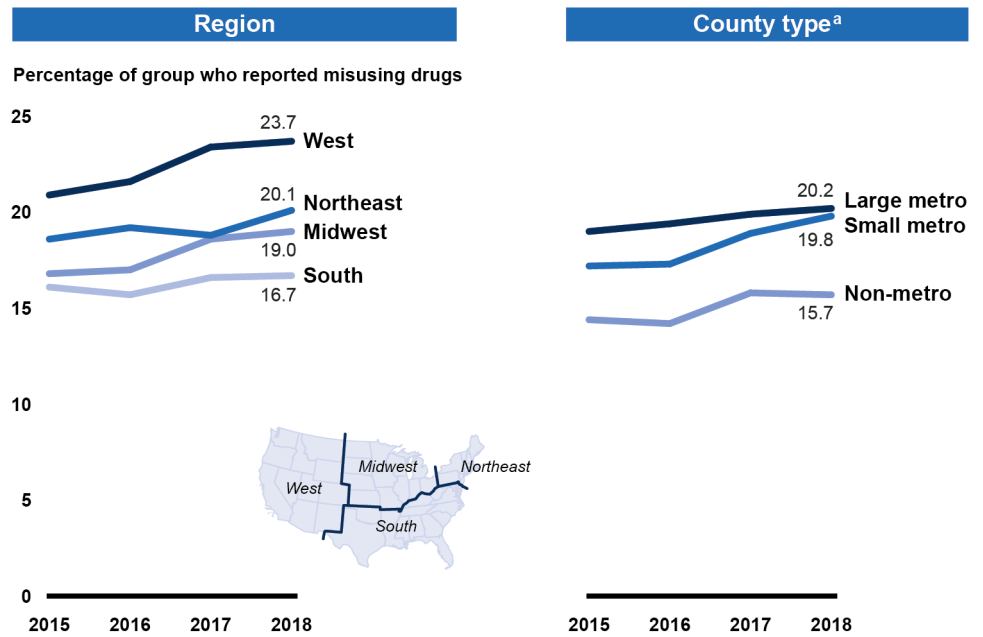 Region
County typeᵃ
Percentage of group who reported misusing drugs
25
20
15
10
5
0
23.7
West
20.1
Northeast
Midwest
19.0
South
16.7
Midwest
Northeast
West
South
2015 2016 2017 2018
20.2
Large metro
Small metro
19.8
Non-metro
15.7
2015 2016 2017 2018